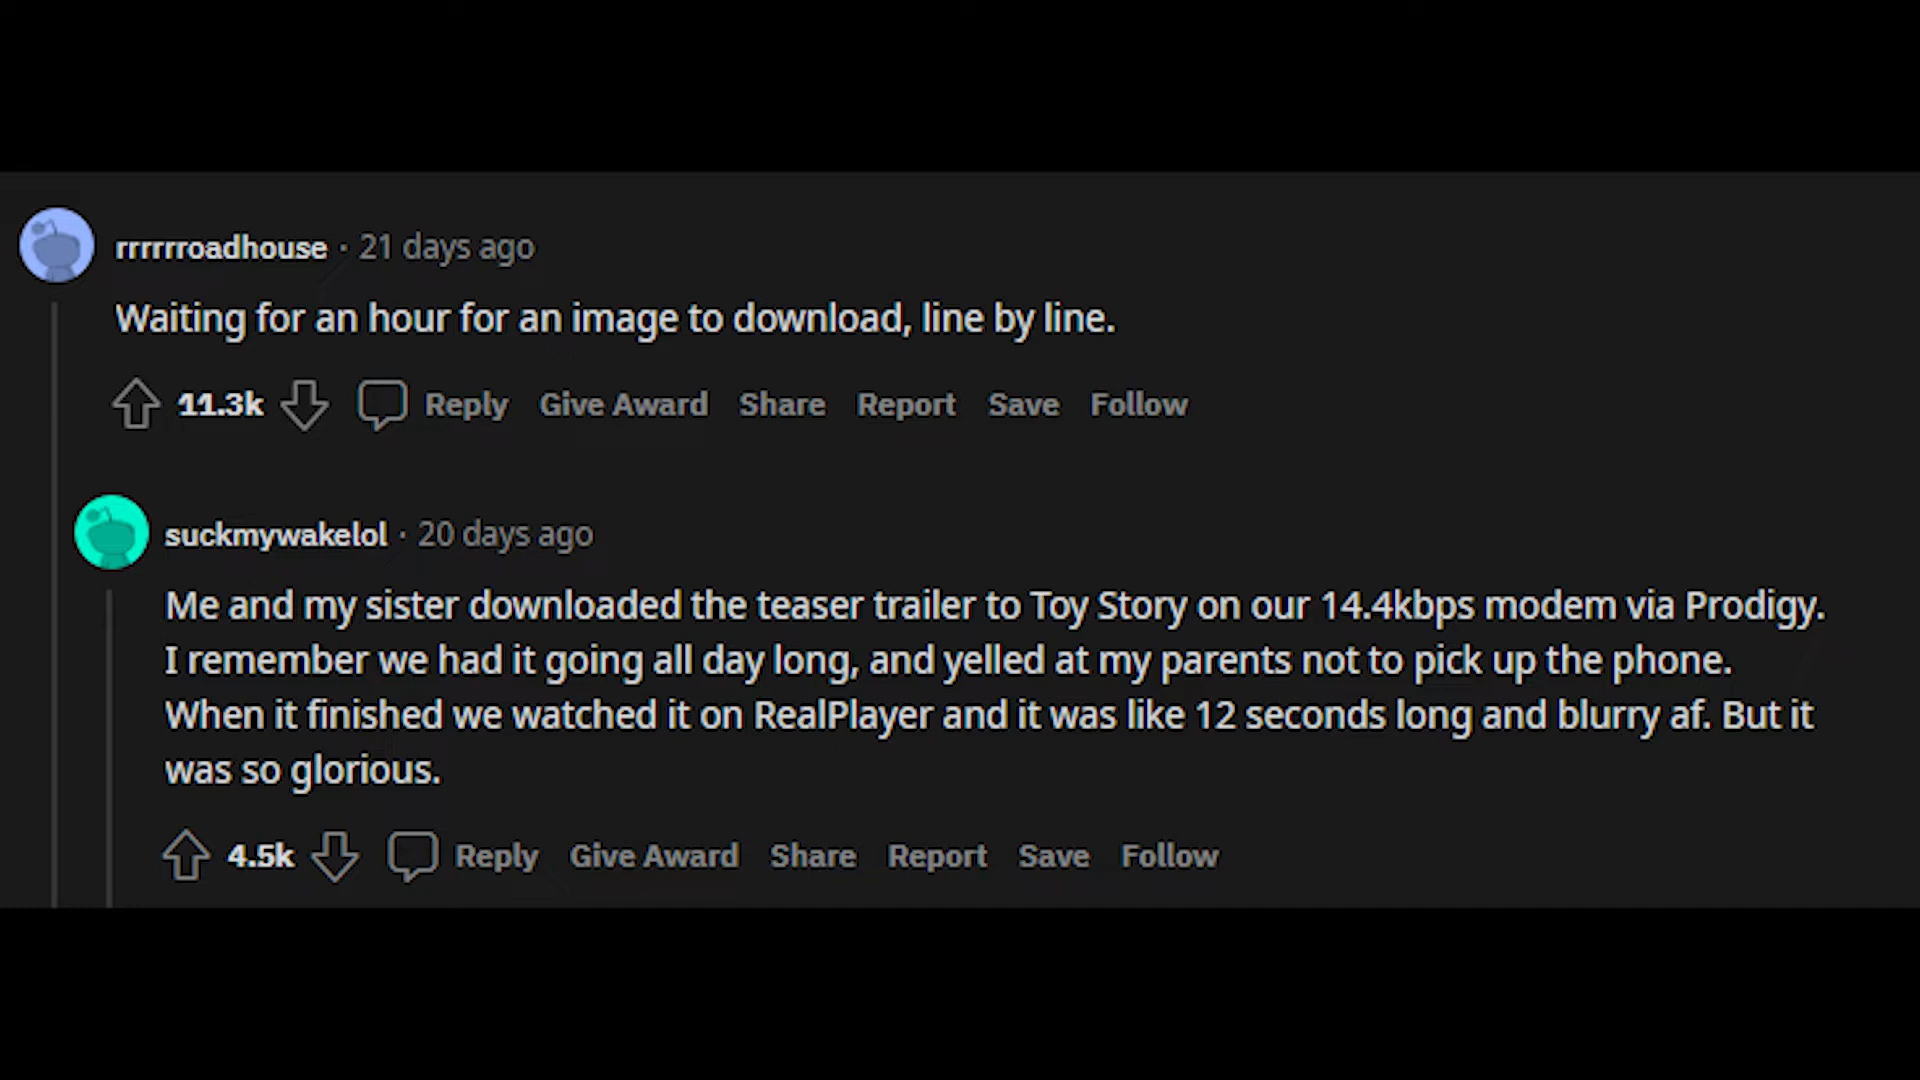 rrrrrroadhouse · 21 days ago
Waiting for an hour for an image to download, line by line.
11.3k Reply Give Award Share Report Save Follow
suckmywakelol · 20 days ago
Me and my sister downloaded the teaser trailer to Toy Story on our 14.4kbps modem via Prodigy.
I remember we had it going all day long, and yelled at my parents not to pick up the phone.
When it finished we watched it on RealPlayer and it was like 12 seconds long and blurry af. But it
was so glorious.
4.5k Reply Give Award Share Report Save Follow